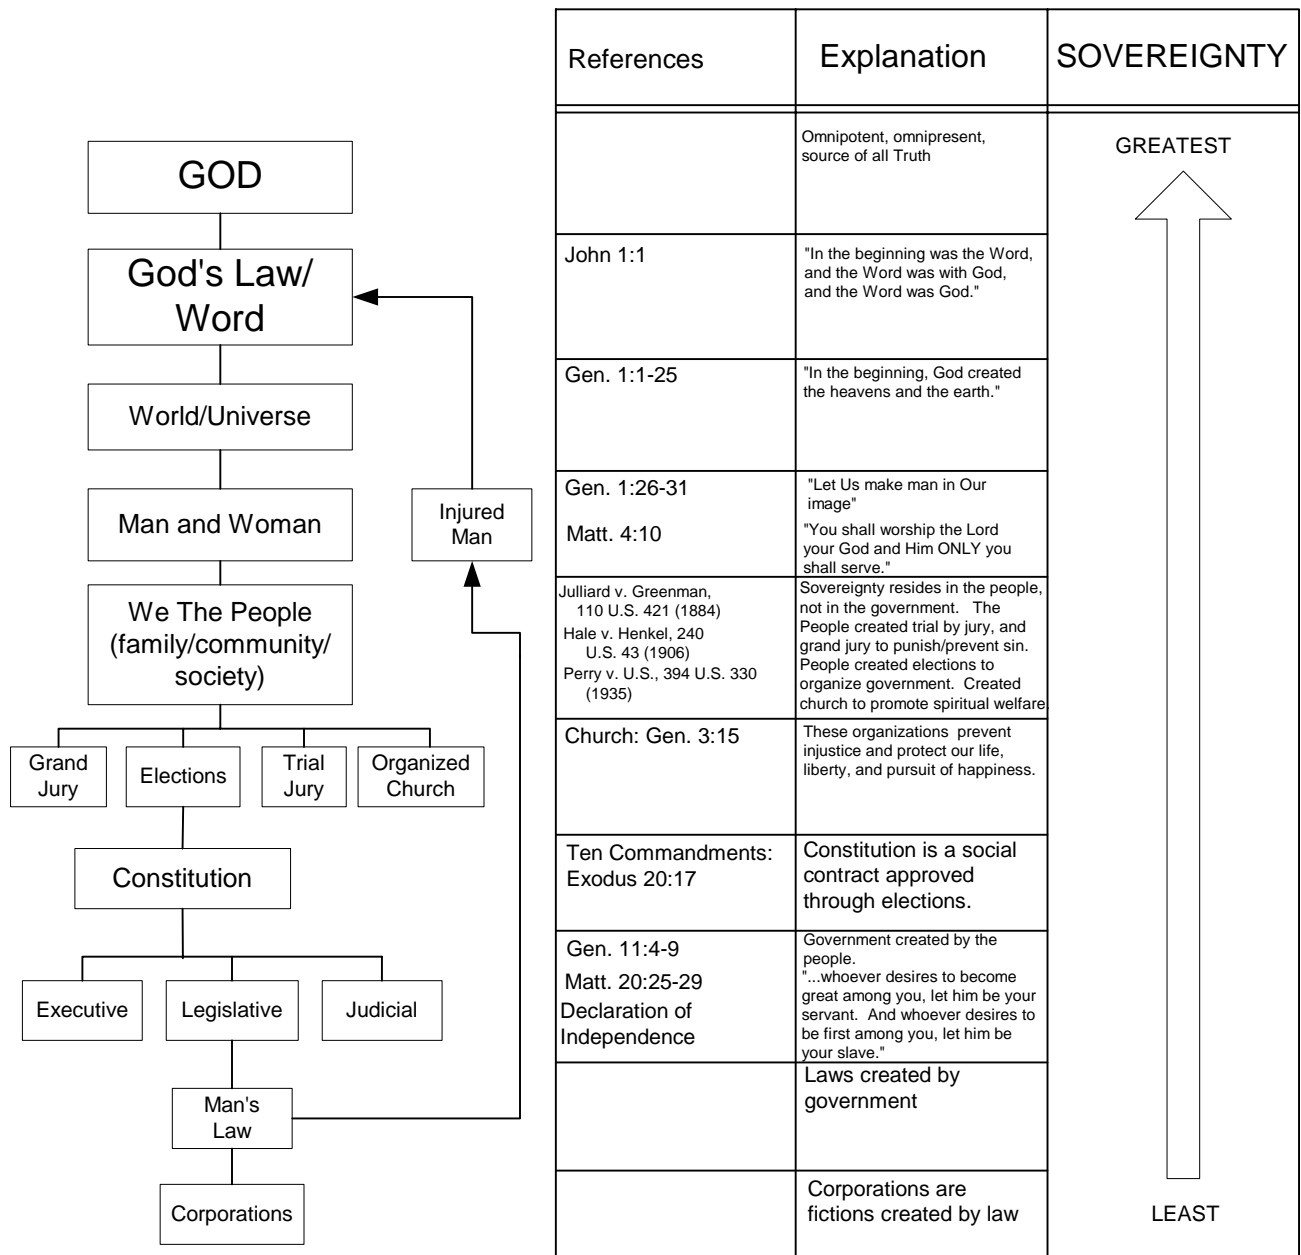 References
Explanation
SOVEREIGNTY
GOD
God's Law/
Word
World/Universe
Man and Woman
We The People
(family/community/
society)
Grand
Jury
Elections
Trial
Jury
Organized
Church
Constitution
Executive
Legislative
Judicial
Man's
Law
Corporations
Injured
Man
Omnipotent, omnipresent,
source of all Truth
John 1:1
"In the beginning was the Word,
and the Word was with God,
and the Word was God."
Gen. 1:1-25
"In the beginning, God created
the heavens and the earth."
Gen. 1:26-31
Matt. 4:10
"Let Us make man in Our
image"
"You shall worship the Lord
your God and Him ONLY you
shall serve."
Julliard v. Greenman,
110 U.S. 421 (1884)
Hale v. Henkel, 240
U.S. 43 (1906)
Perry v. U.S., 394 U.S. 330
(1935)
Sovereignty resides in the people,
not in the government. The
People created trial by jury, and
grand jury to punish/prevent sin.
People created elections to
organize government. Created
church to promote spiritual welfare.
Church: Gen. 3:15
These organizations prevent
injustice and protect our life,
liberty, and pursuit of happiness.
Ten Commandments:
Exodus 20:17
Constitution is a social
contract approved
through elections.
Gen. 11:4-9
Matt. 20:25-29
Declaration of
Independence
Government created by the
people.
"...whoever desires to become
great among you, let him be your
servant. And whoever desires to
be first among you, let him be
your slave."
Laws created by
government
Corporations are
fictions created by law
GREATEST
LEAST